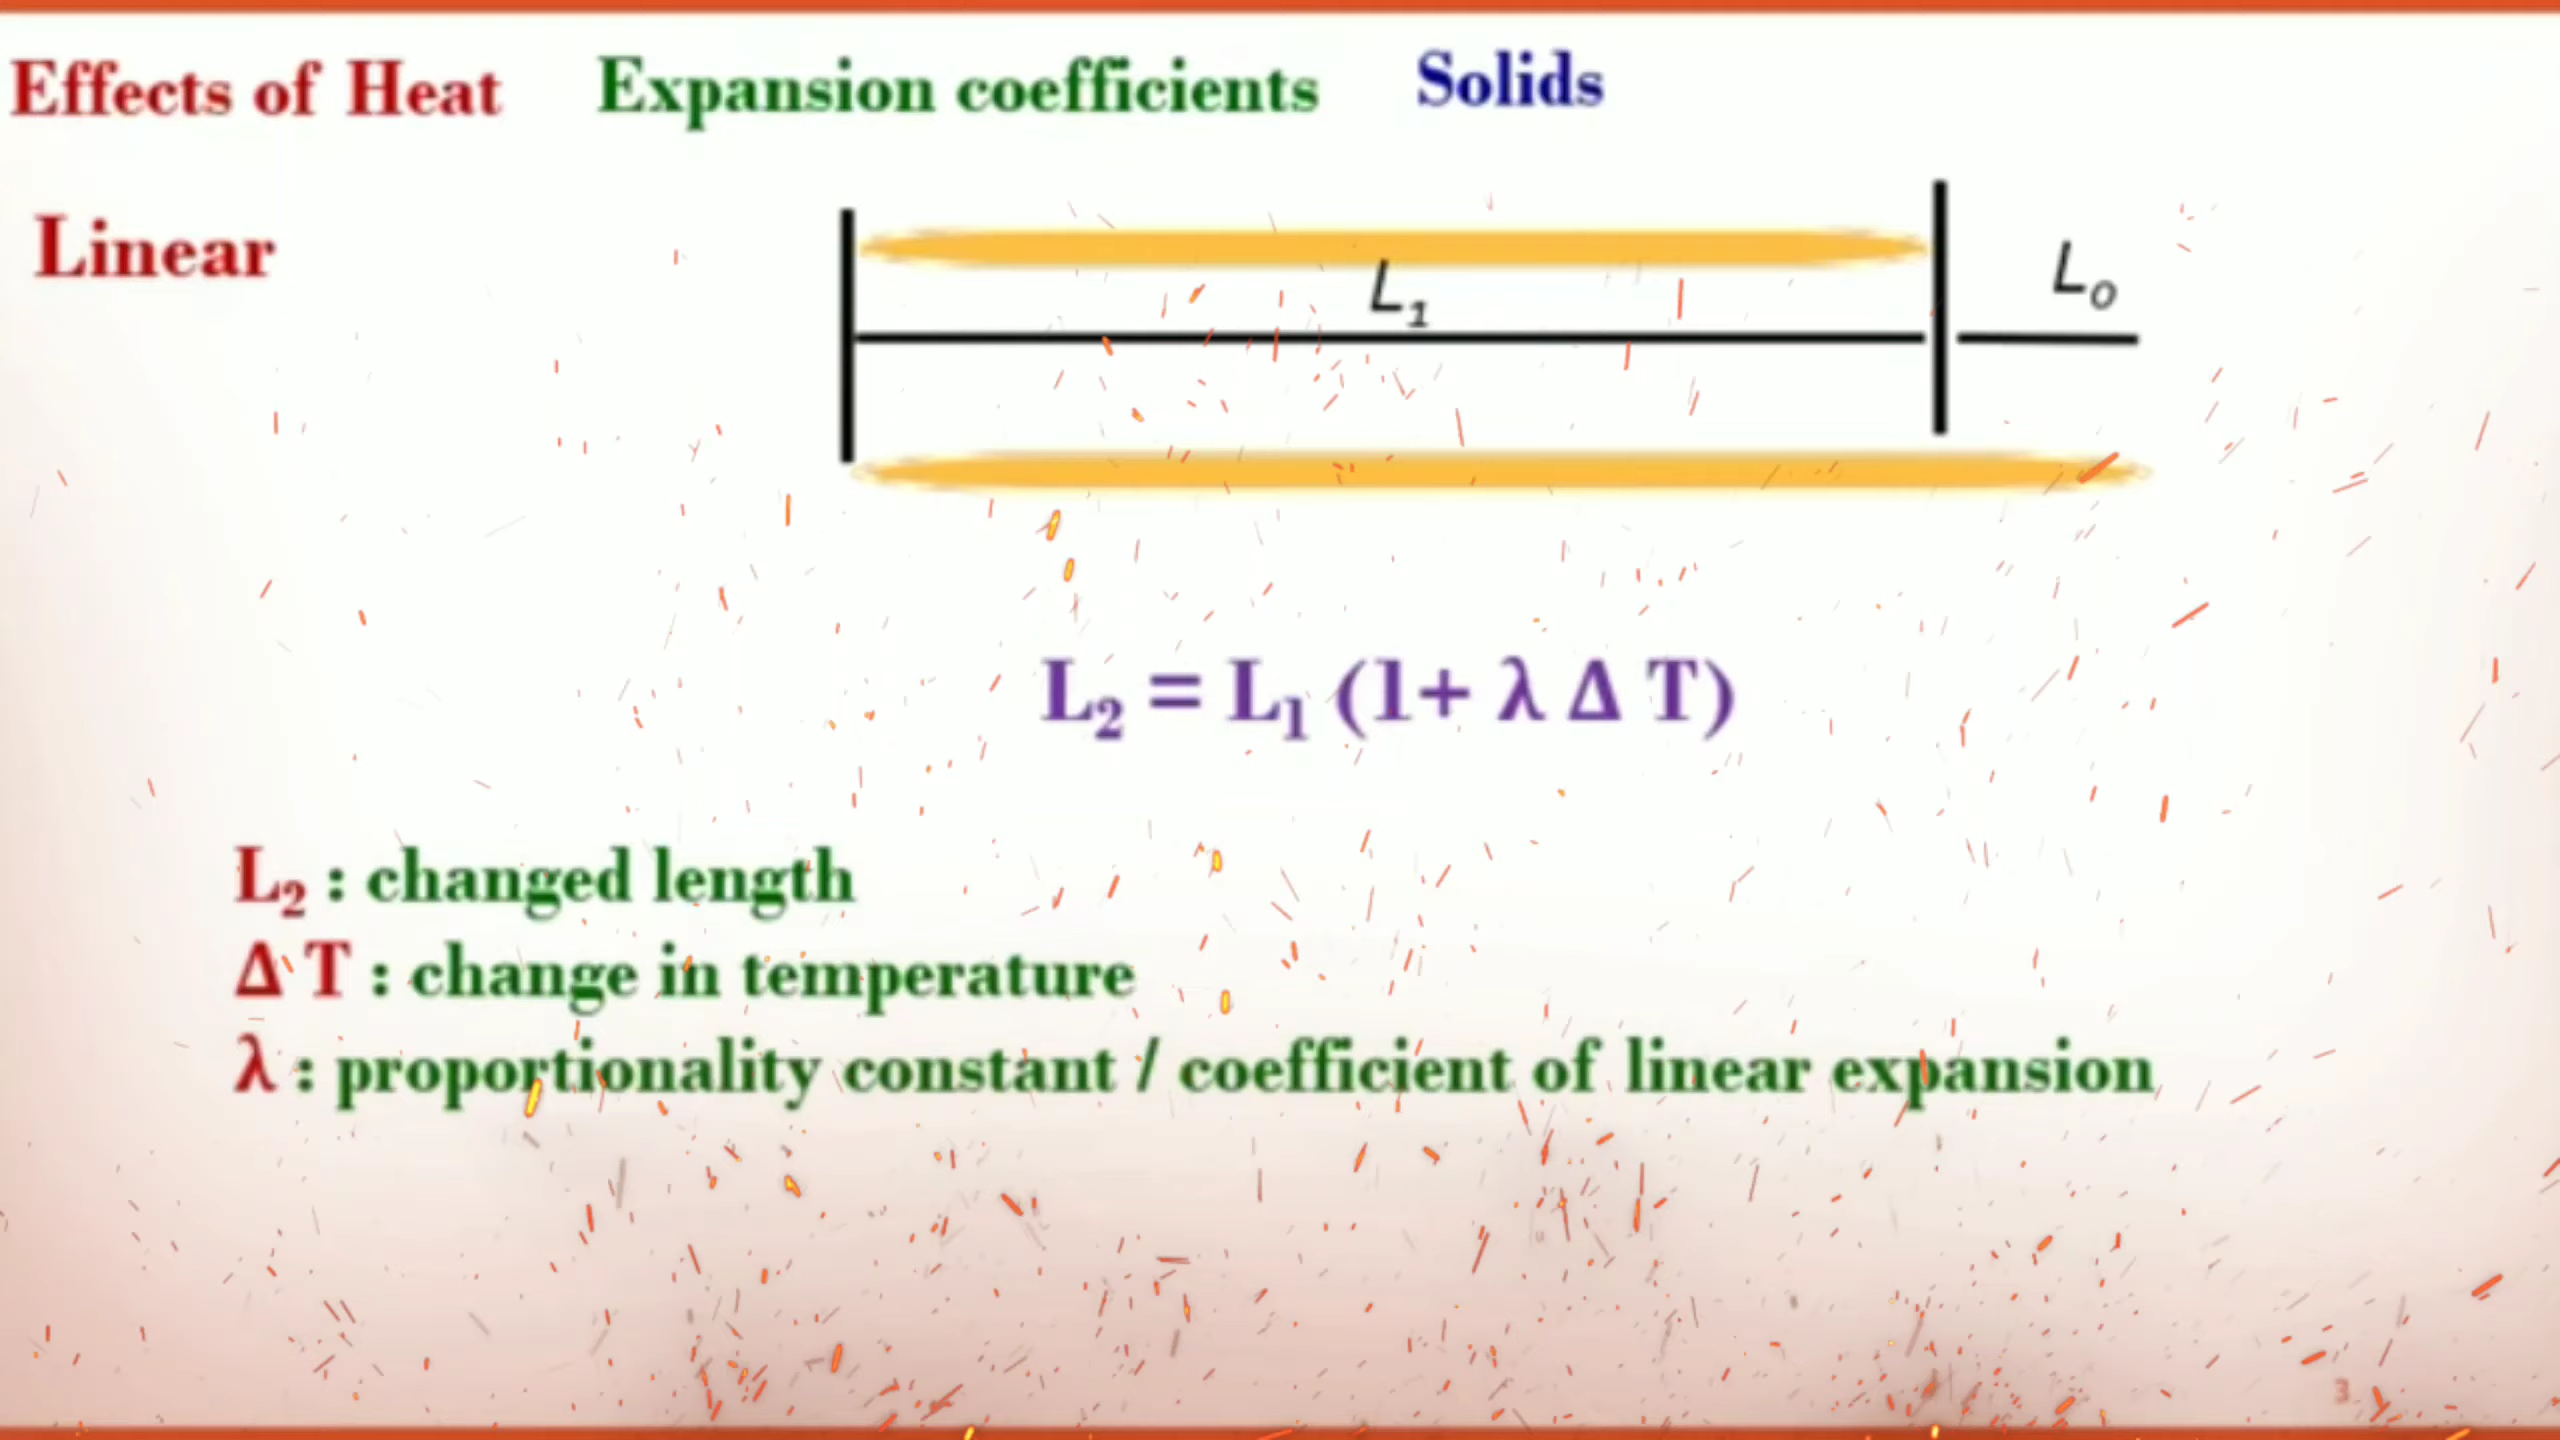 Effects of Heat Expansion coefficients Solids
Linear
L₁
L₀
L₂ = L₁ (1+ λ Δ T)
L₂ : changed length
Δ T : change in temperature
λ : proportionality constant / coefficient of linear expansion
3